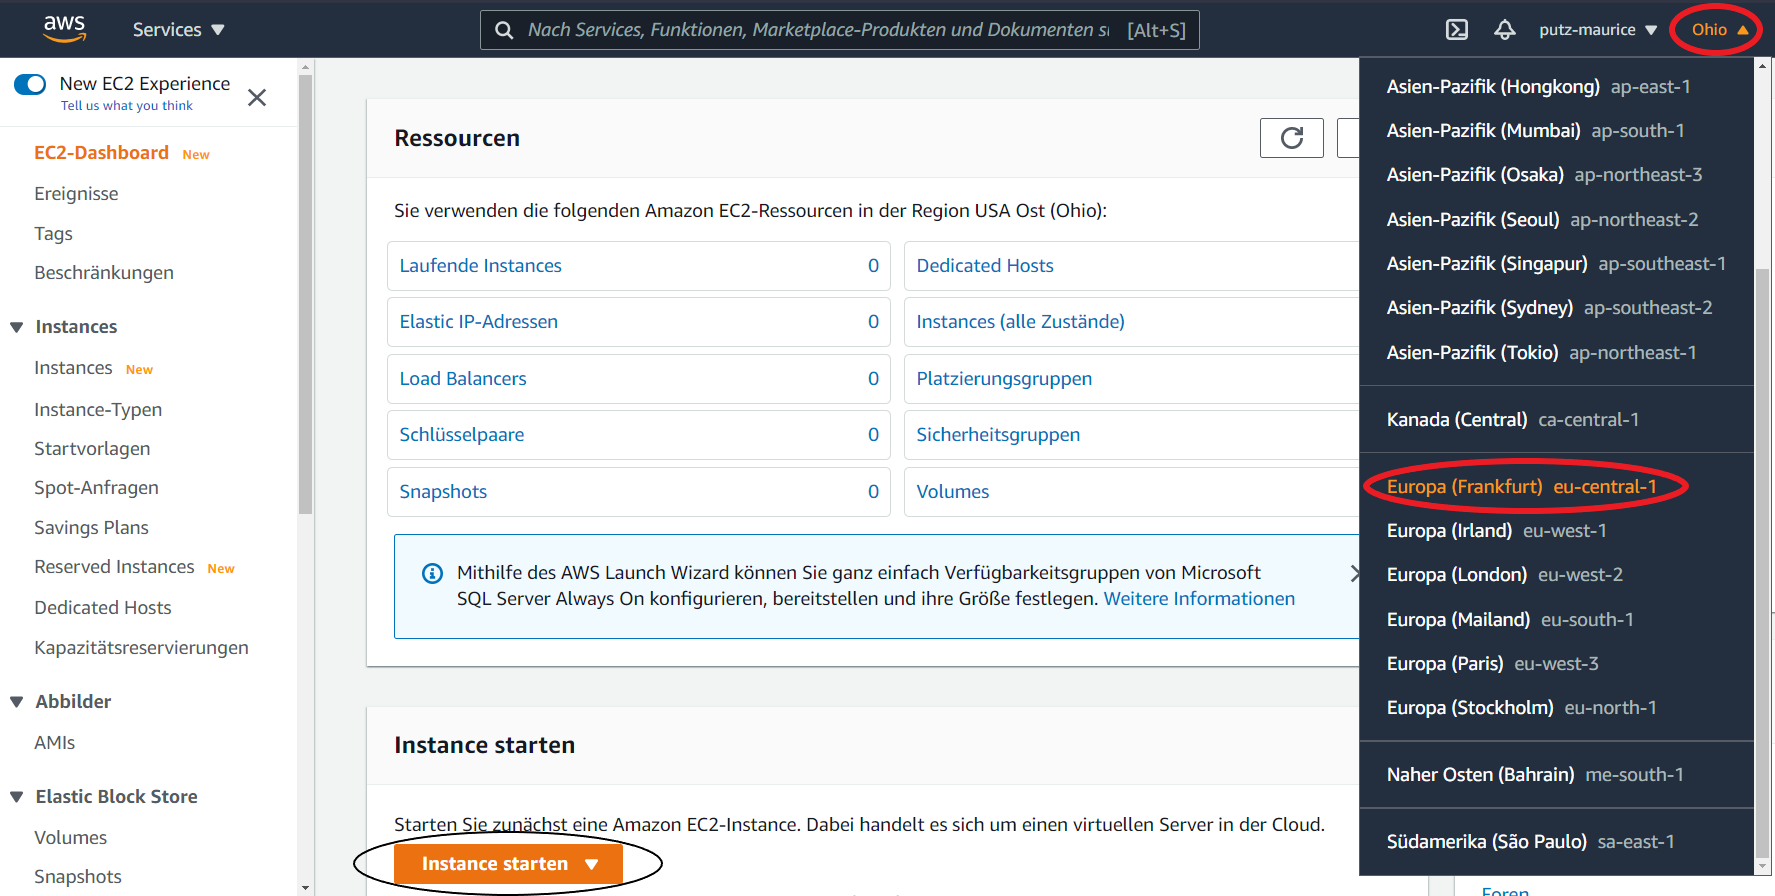 aws
Services
Nach Services, Funktionen, Marketplace-Produkten und Dokumenten s
[Alt+S]
putz-maurice
Ohio
New EC2 Experience
Tell us what you think
EC2-Dashboard New
Ereignisse
Tags
Beschränkungen
Instances
Instances New
Instance-Typen
Startvorlagen
Spot-Anfragen
Savings Plans
Reserved Instances New
Dedicated Hosts
Kapazitätsreservierungen
Abbilder
AMIs
Elastic Block Store
Volumes
Snapshots
Ressourcen
Sie verwenden die folgenden Amazon EC2-Ressourcen in der Region USA Ost (Ohio):
Laufende Instances 0
Dedicated Hosts
Elastic IP-Adressen 0
Instances (alle Zustände)
Load Balancers 0
Platzierungsgruppen
Schlüsselpaare 0
Sicherheitsgruppen
Snapshots 0
Volumes
Mithilfe des AWS Launch Wizard können Sie ganz einfach Verfügbarkeitsgruppen von Microsoft
SQL Server Always On konfigurieren, bereitstellen und ihre Größe festlegen. Weitere Informationen
Instance starten
Starten Sie zunächst eine Amazon EC2-Instance. Dabei handelt es sich um einen virtuellen Server in der Cloud.
Instance starten
Asien-Pazifik (Hongkong) ap-east-1
Asien-Pazifik (Mumbai) ap-south-1
Asien-Pazifik (Osaka) ap-northeast-3
Asien-Pazifik (Seoul) ap-northeast-2
Asien-Pazifik (Singapur) ap-southeast-1
Asien-Pazifik (Sydney) ap-southeast-2
Asien-Pazifik (Tokio) ap-northeast-1
Kanada (Central) ca-central-1
Europa (Frankfurt) eu-central-1
Europa (Irland) eu-west-1
Europa (London) eu-west-2
Europa (Mailand) eu-south-1
Europa (Paris) eu-west-3
Europa (Stockholm) eu-north-1
Naher Osten (Bahrain) me-south-1
Südamerika (São Paulo) sa-east-1
Foren